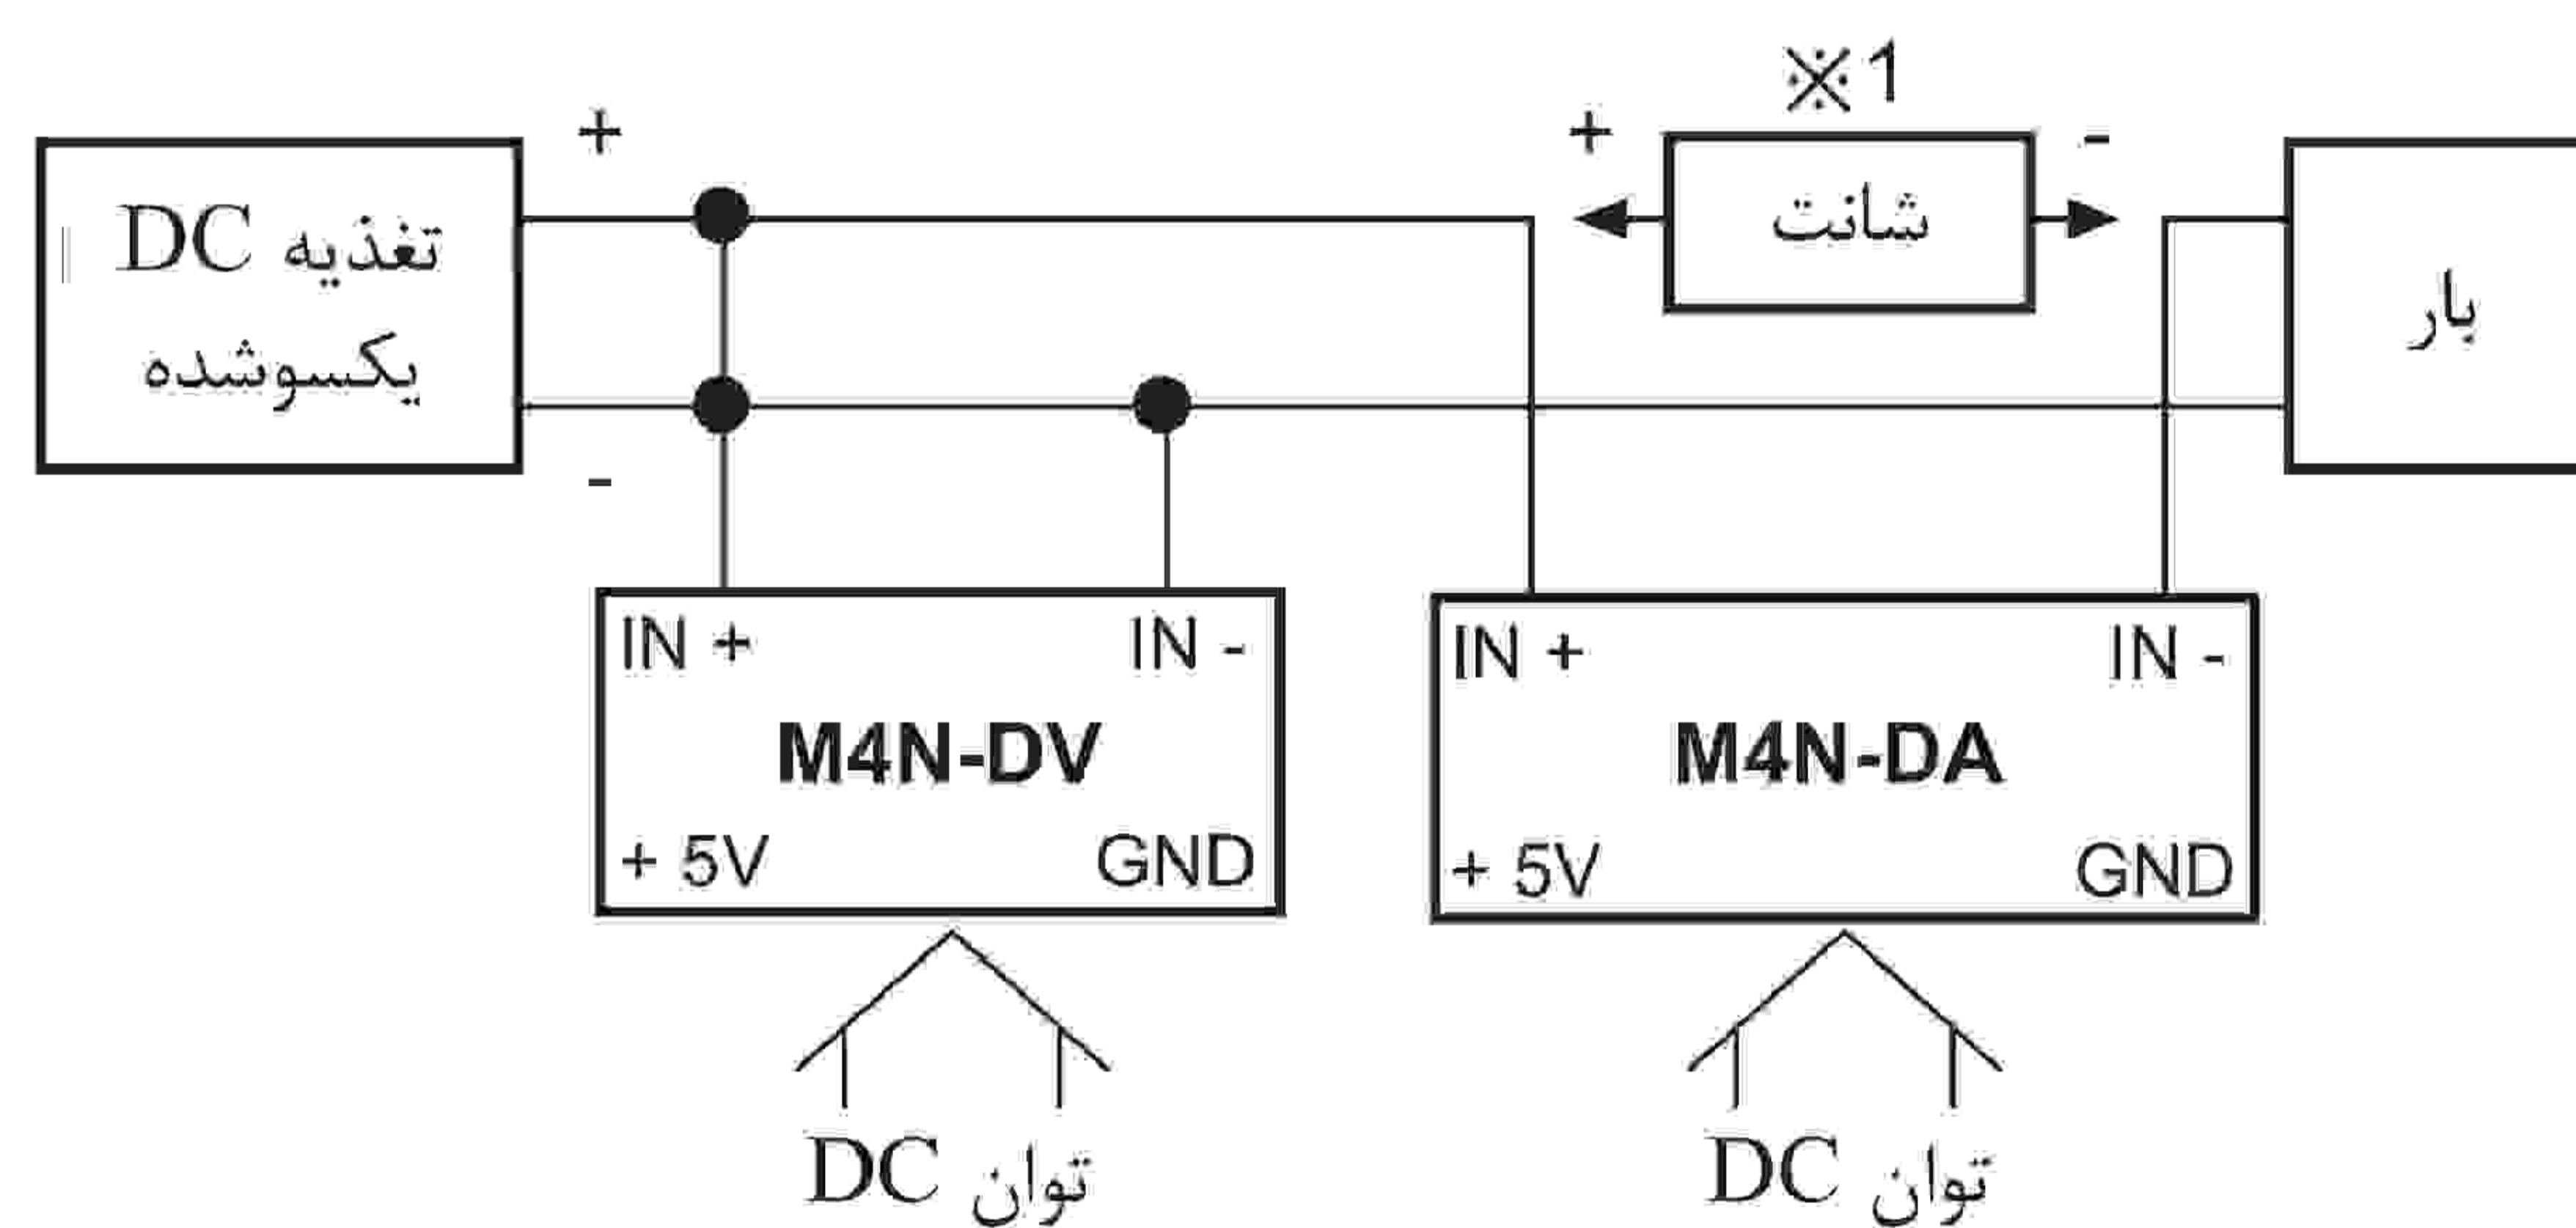 ※1
+
+
-
تغذیه DC
یکسوشده
شانت
بار
-
IN +
IN -
IN +
IN -
M4N-DV
M4N-DA
+ 5V
GND
+ 5V
GND
توان DC
توان DC